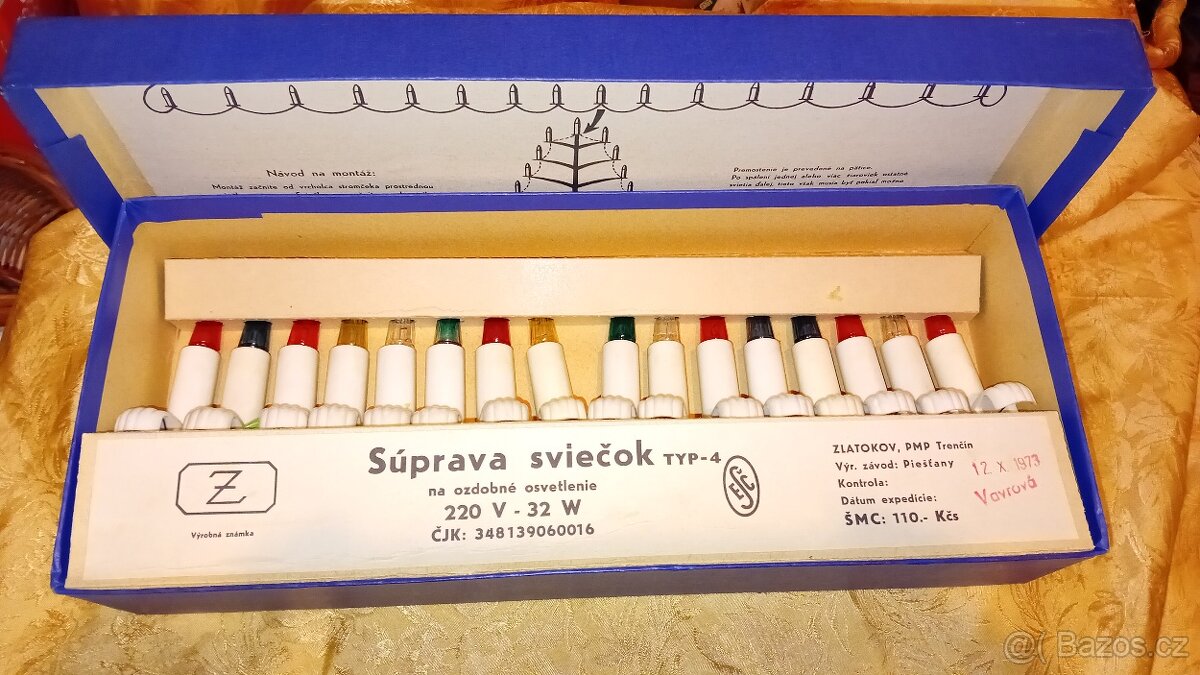 Návod na montáž:
Montáž začnite od vrcholca stromčeka prostrednou
Premostenie je prevedené na pätice.
Po spálení jednej alebo viac žiaroviek ostatné
svietia ďalej, tieto však musia byť pokiaľ možno
Z
Výrobná známka
Súprava sviečok TYP-4
na ozdobné osvetlenie
220 V - 32 W
ČJK: 348139060016
ESČ
ZLATOKOV, PMP Trenčín
Výr. závod: Piešťany
Kontrola:
Dátum expedície:
ŠMC: 110.- Kčs
12. X. 1973
Vavrová
@( Bazos.cz